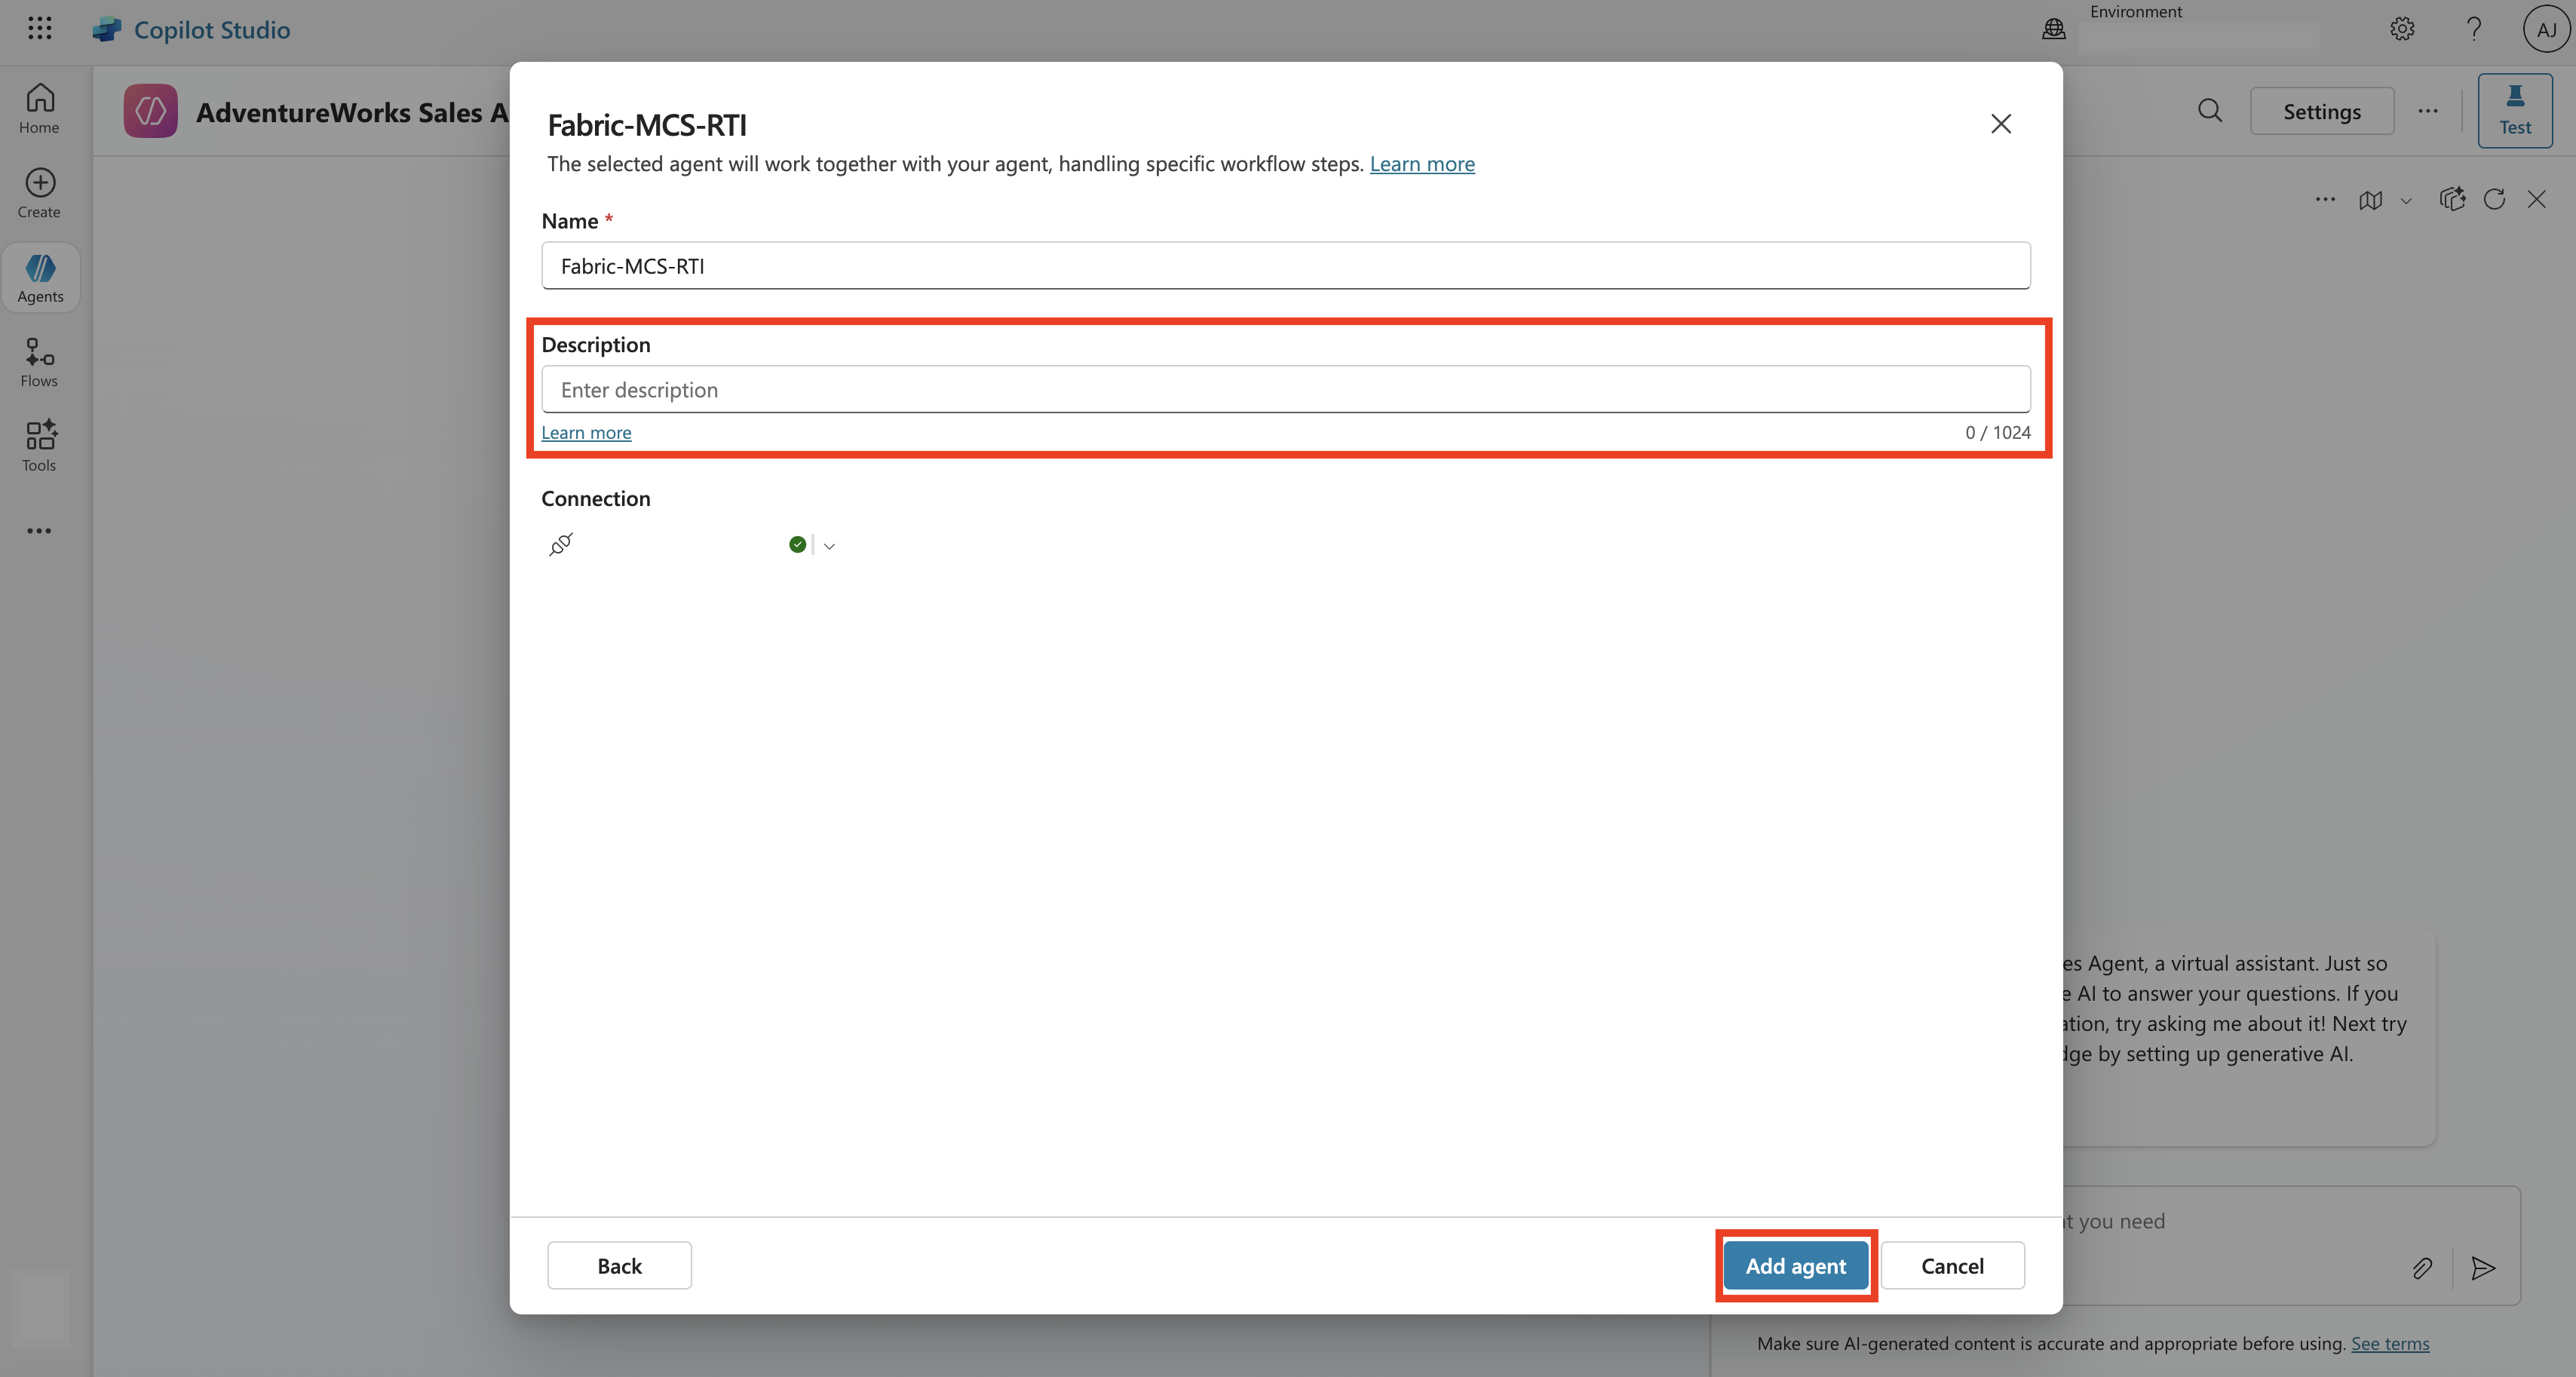 Copilot Studio
Environment
AJ
Home
Create
Agents
Flows
Tools
AdventureWorks Sales A
Settings
Test
Fabric-MCS-RTI
The selected agent will work together with your agent, handling specific workflow steps. Learn more
Name *
Fabric-MCS-RTI
Description
Enter description
Learn more
0 / 1024
Connection
Back
Add agent
Cancel
es Agent, a virtual assistant. Just so
e AI to answer your questions. If you
ation, try asking me about it! Next try
dge by setting up generative AI.
t you need
Make sure AI-generated content is accurate and appropriate before using. See terms